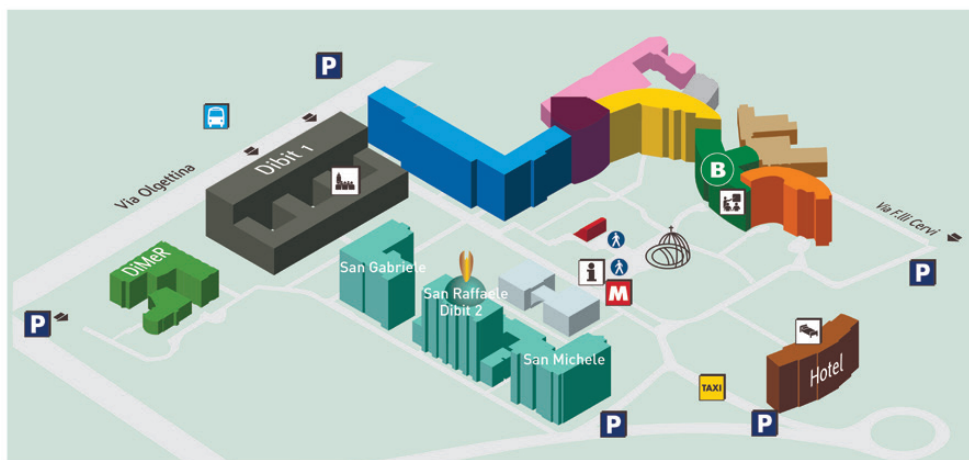 P
Via Olgettina
Dibit 1
B
Via F.lli Cervi
DiMeR
San Gabriele
San Raffaele
Dibit 2
i
M
P
P
San Michele
Hotel
TAXI
P
P